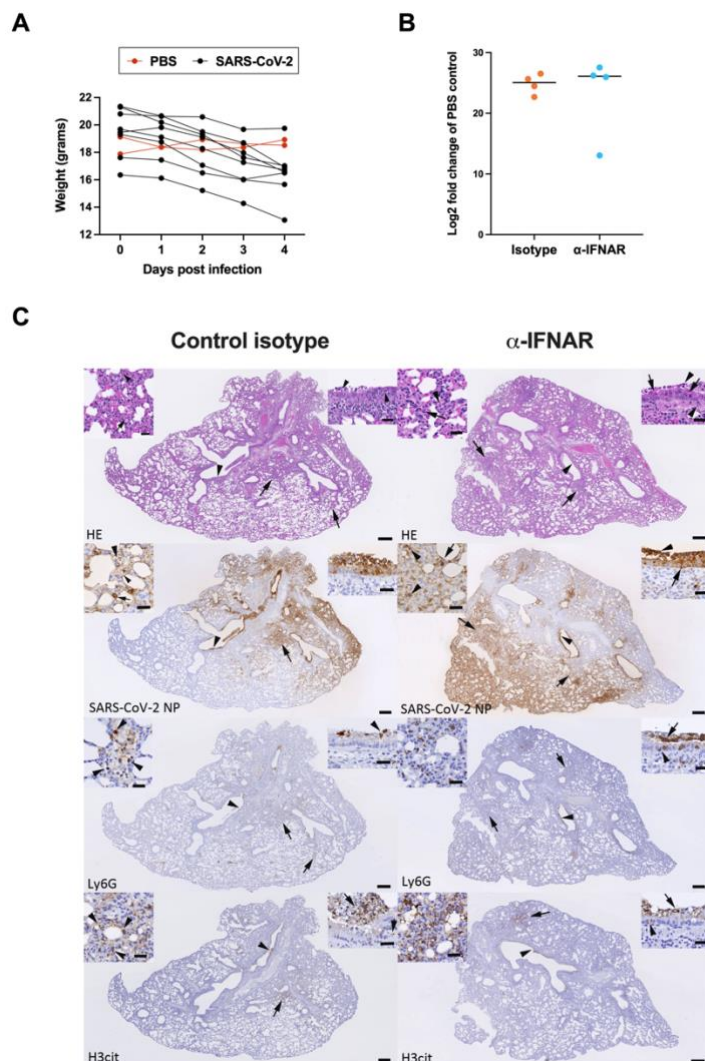 A
PBS SARS-CoV-2
Weight (grams)
22
20
18
16
14
12
0 1 2 3 4
Days post infection
B
Log2 fold change of PBS control
30
20
10
0
Isotype α-IFNAR
C
Control isotype α-IFNAR
HE HE
SARS-CoV-2 NP SARS-CoV-2 NP
Ly6G Ly6G
H3cit H3cit